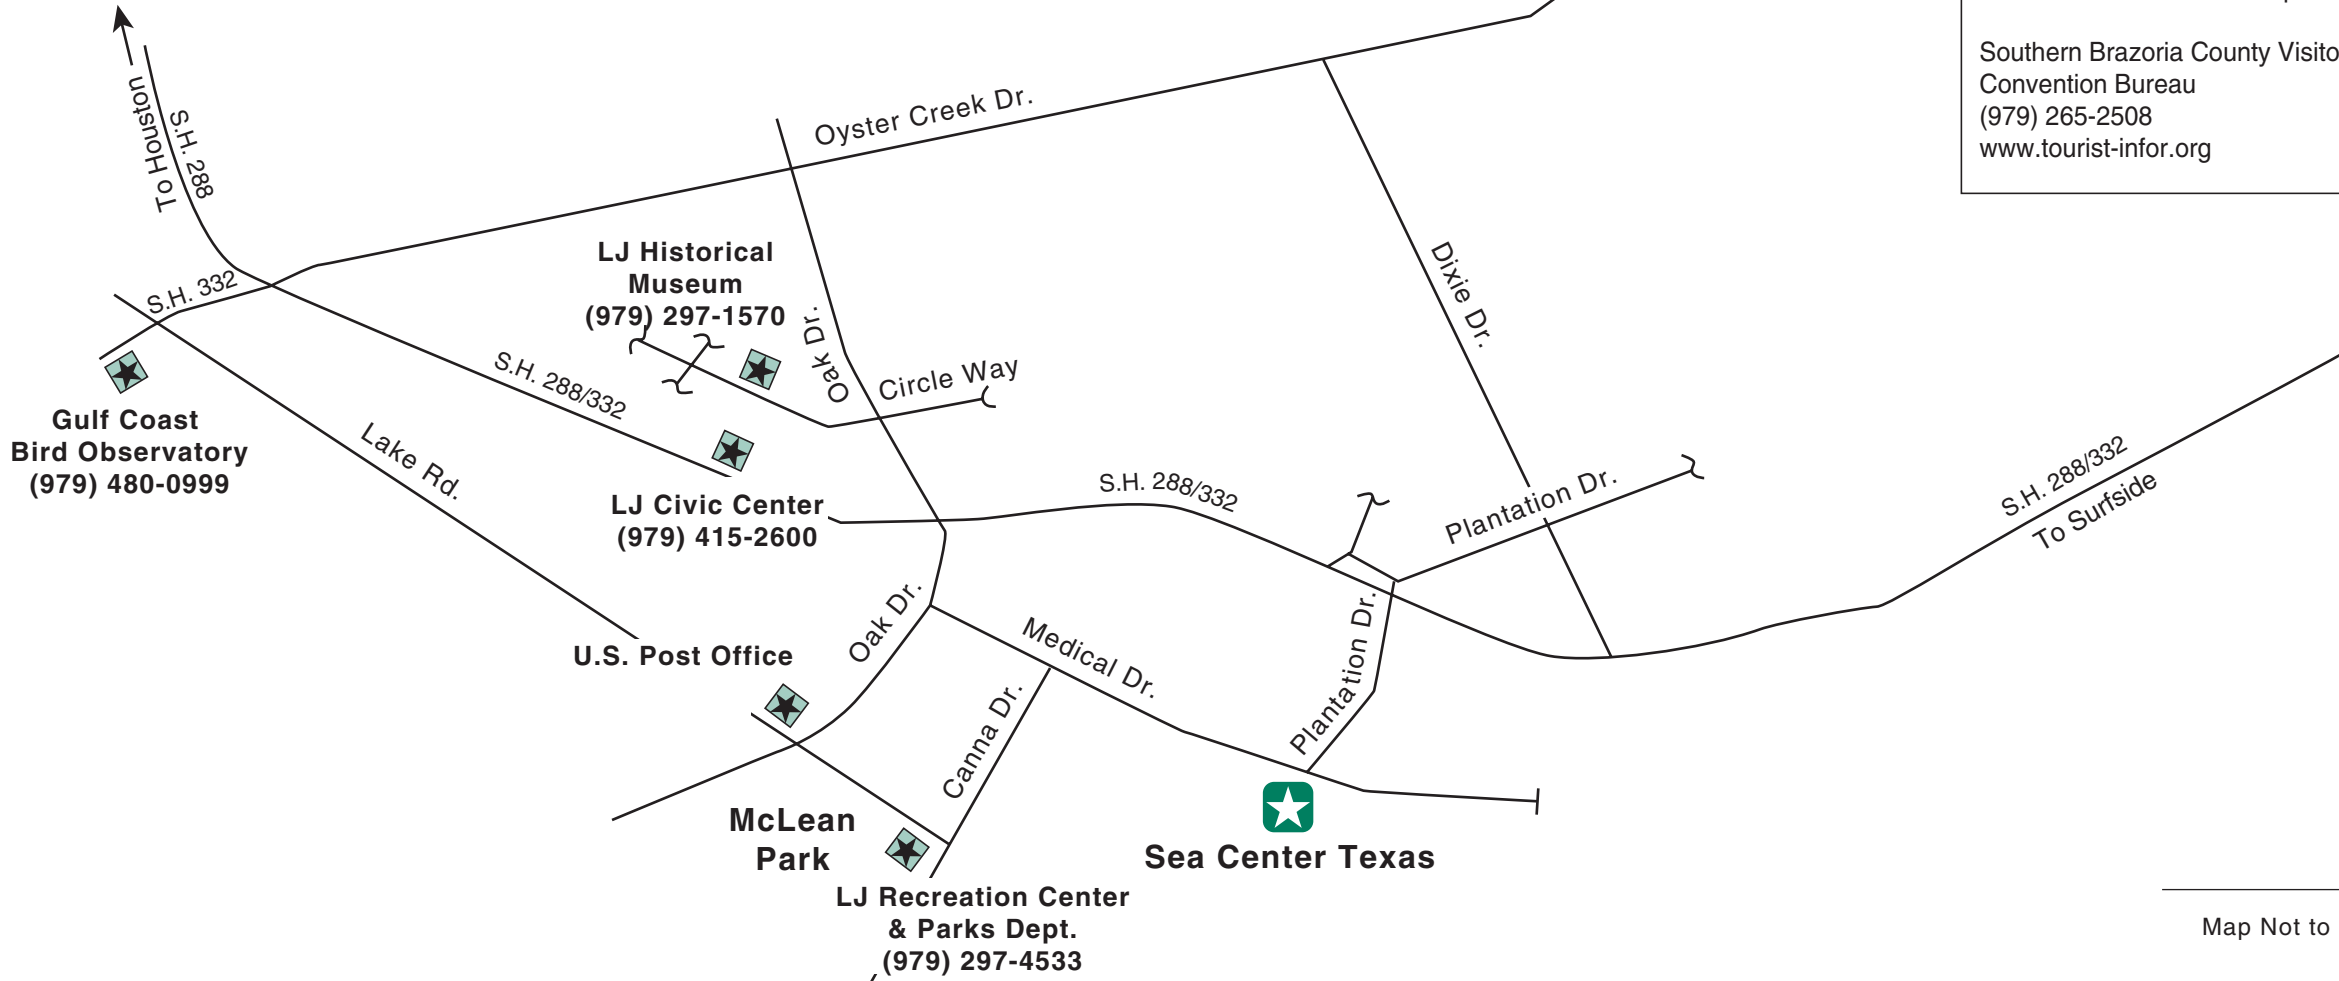 Southern Brazoria County Visito
Convention Bureau
(979) 265-2508
www.tourist-infor.org
To Houston
S.H. 288
Oyster Creek Dr.
S.H. 332
LJ Historical
Museum
(979) 297-1570
Oak Dr.
Circle Way
Dixie Dr.
S.H. 288/332
Gulf Coast
Bird Observatory
(979) 480-0999
Lake Rd.
LJ Civic Center
(979) 415-2600
S.H. 288/332
Plantation Dr.
S.H. 288/332
To Surfside
U.S. Post Office
Oak Dr.
Medical Dr.
Canna Dr.
Plantation Dr.
McLean
Park
Sea Center Texas
LJ Recreation Center
& Parks Dept.
(979) 297-4533
Map Not to